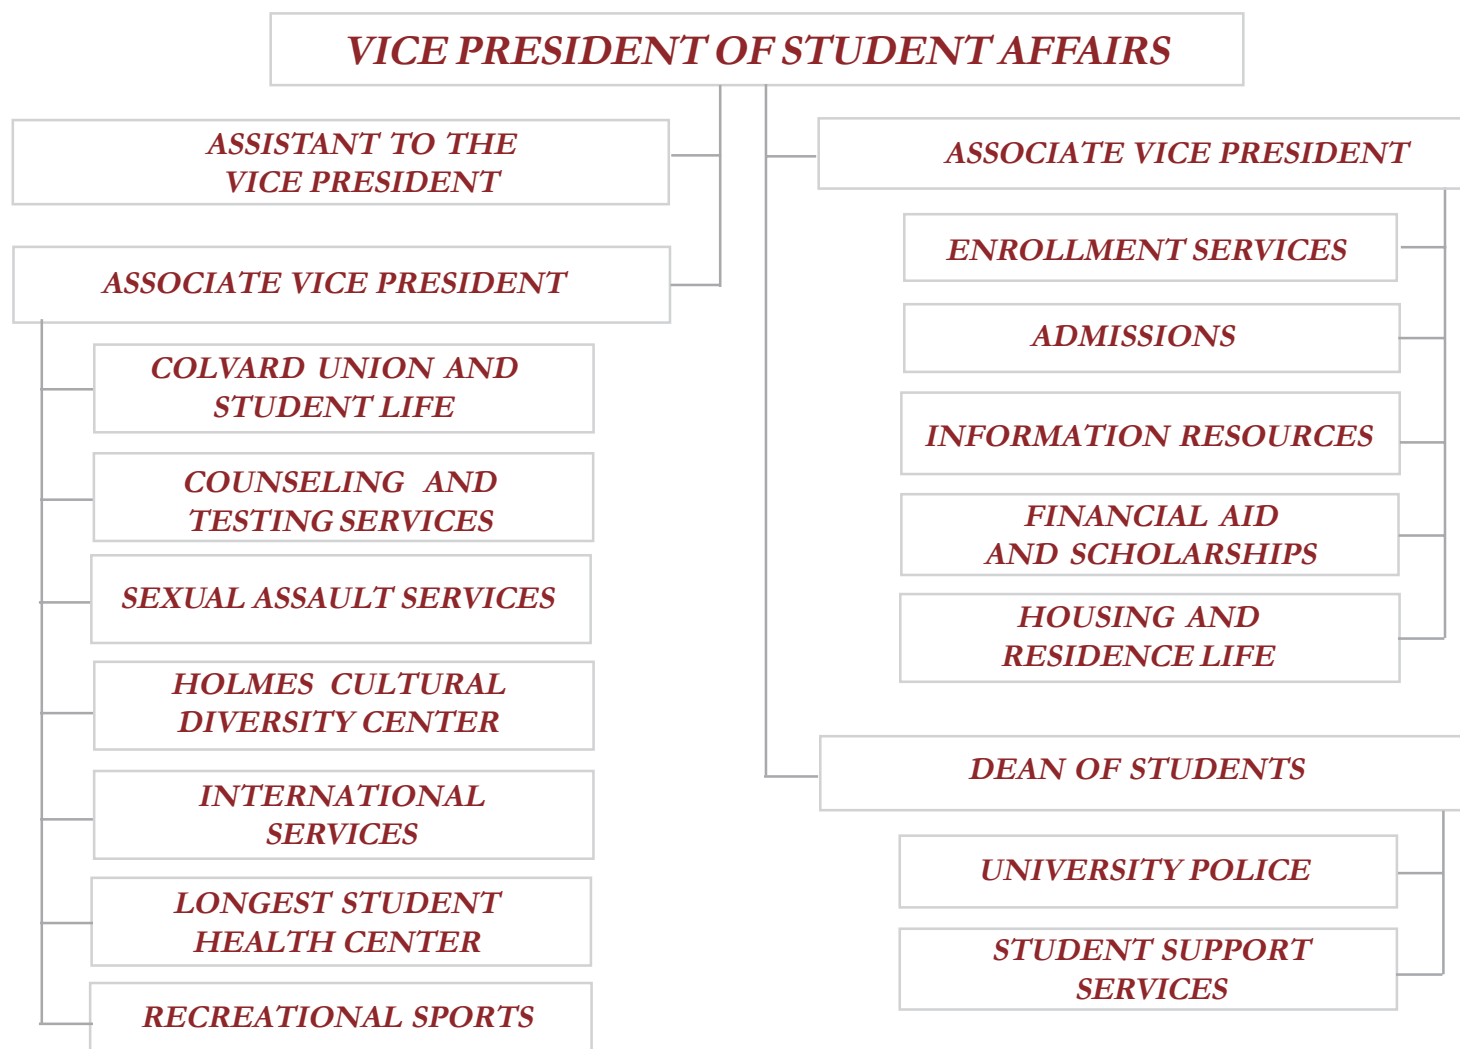 VICE PRESIDENT OF STUDENT AFFAIRS
ASSISTANT TO THE
VICE PRESIDENT
ASSOCIATE VICE PRESIDENT
COLVARD UNION AND
STUDENT LIFE
COUNSELING AND
TESTING SERVICES
SEXUAL ASSAULT SERVICES
HOLMES CULTURAL
DIVERSITY CENTER
INTERNATIONAL
SERVICES
LONGEST STUDENT
HEALTH CENTER
RECREATIONAL SPORTS
ASSOCIATE VICE PRESIDENT
ENROLLMENT SERVICES
ADMISSIONS
INFORMATION RESOURCES
FINANCIAL AID
AND SCHOLARSHIPS
HOUSING AND
RESIDENCE LIFE
DEAN OF STUDENTS
UNIVERSITY POLICE
STUDENT SUPPORT
SERVICES